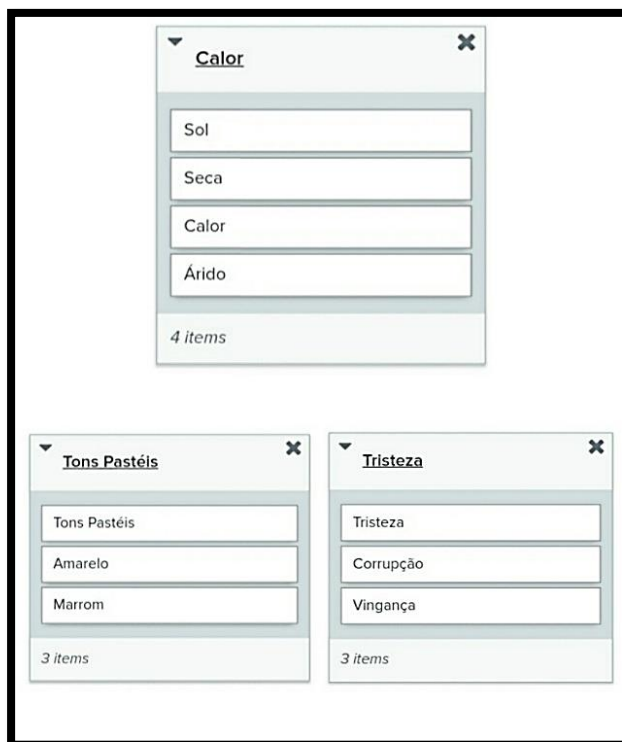 Calor
Sol
Seca
Calor
Árido
4 items
Tons Pastéis
Tons Pastéis
Amarelo
Marrom
3 items
Tristeza
Tristeza
Corrupção
Vingança
3 items